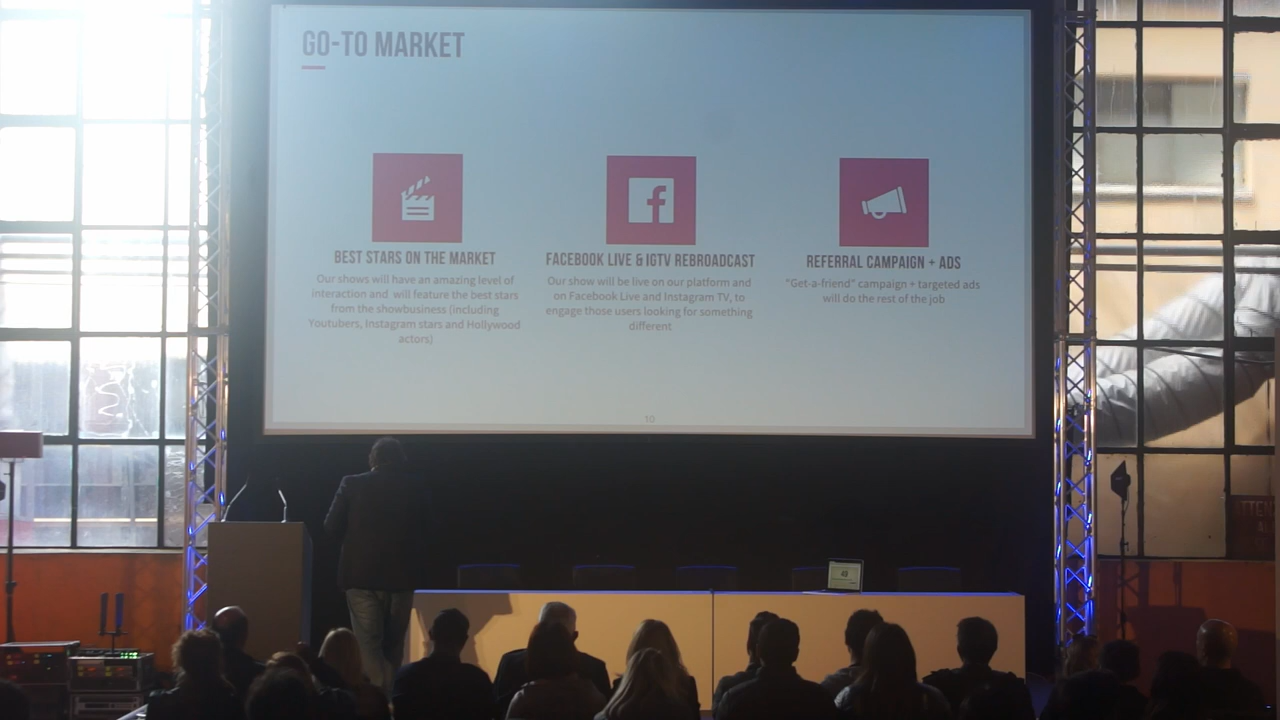 GO-TO MARKET
BEST STARS ON THE MARKET
Our shows will have an amazing level of
interaction and will feature the best stars
from the showbusiness (including
Youtubers, Instagram stars and Hollywood
actors)
FACEBOOK LIVE & IGTV REBROADCAST
Our show will be live on our platform and
on Facebook Live and Instagram TV, to
engage those users looking for something
different
REFERRAL CAMPAIGN + ADS
"Get-a-friend" campaign + targeted ads
will do the rest of the job
10